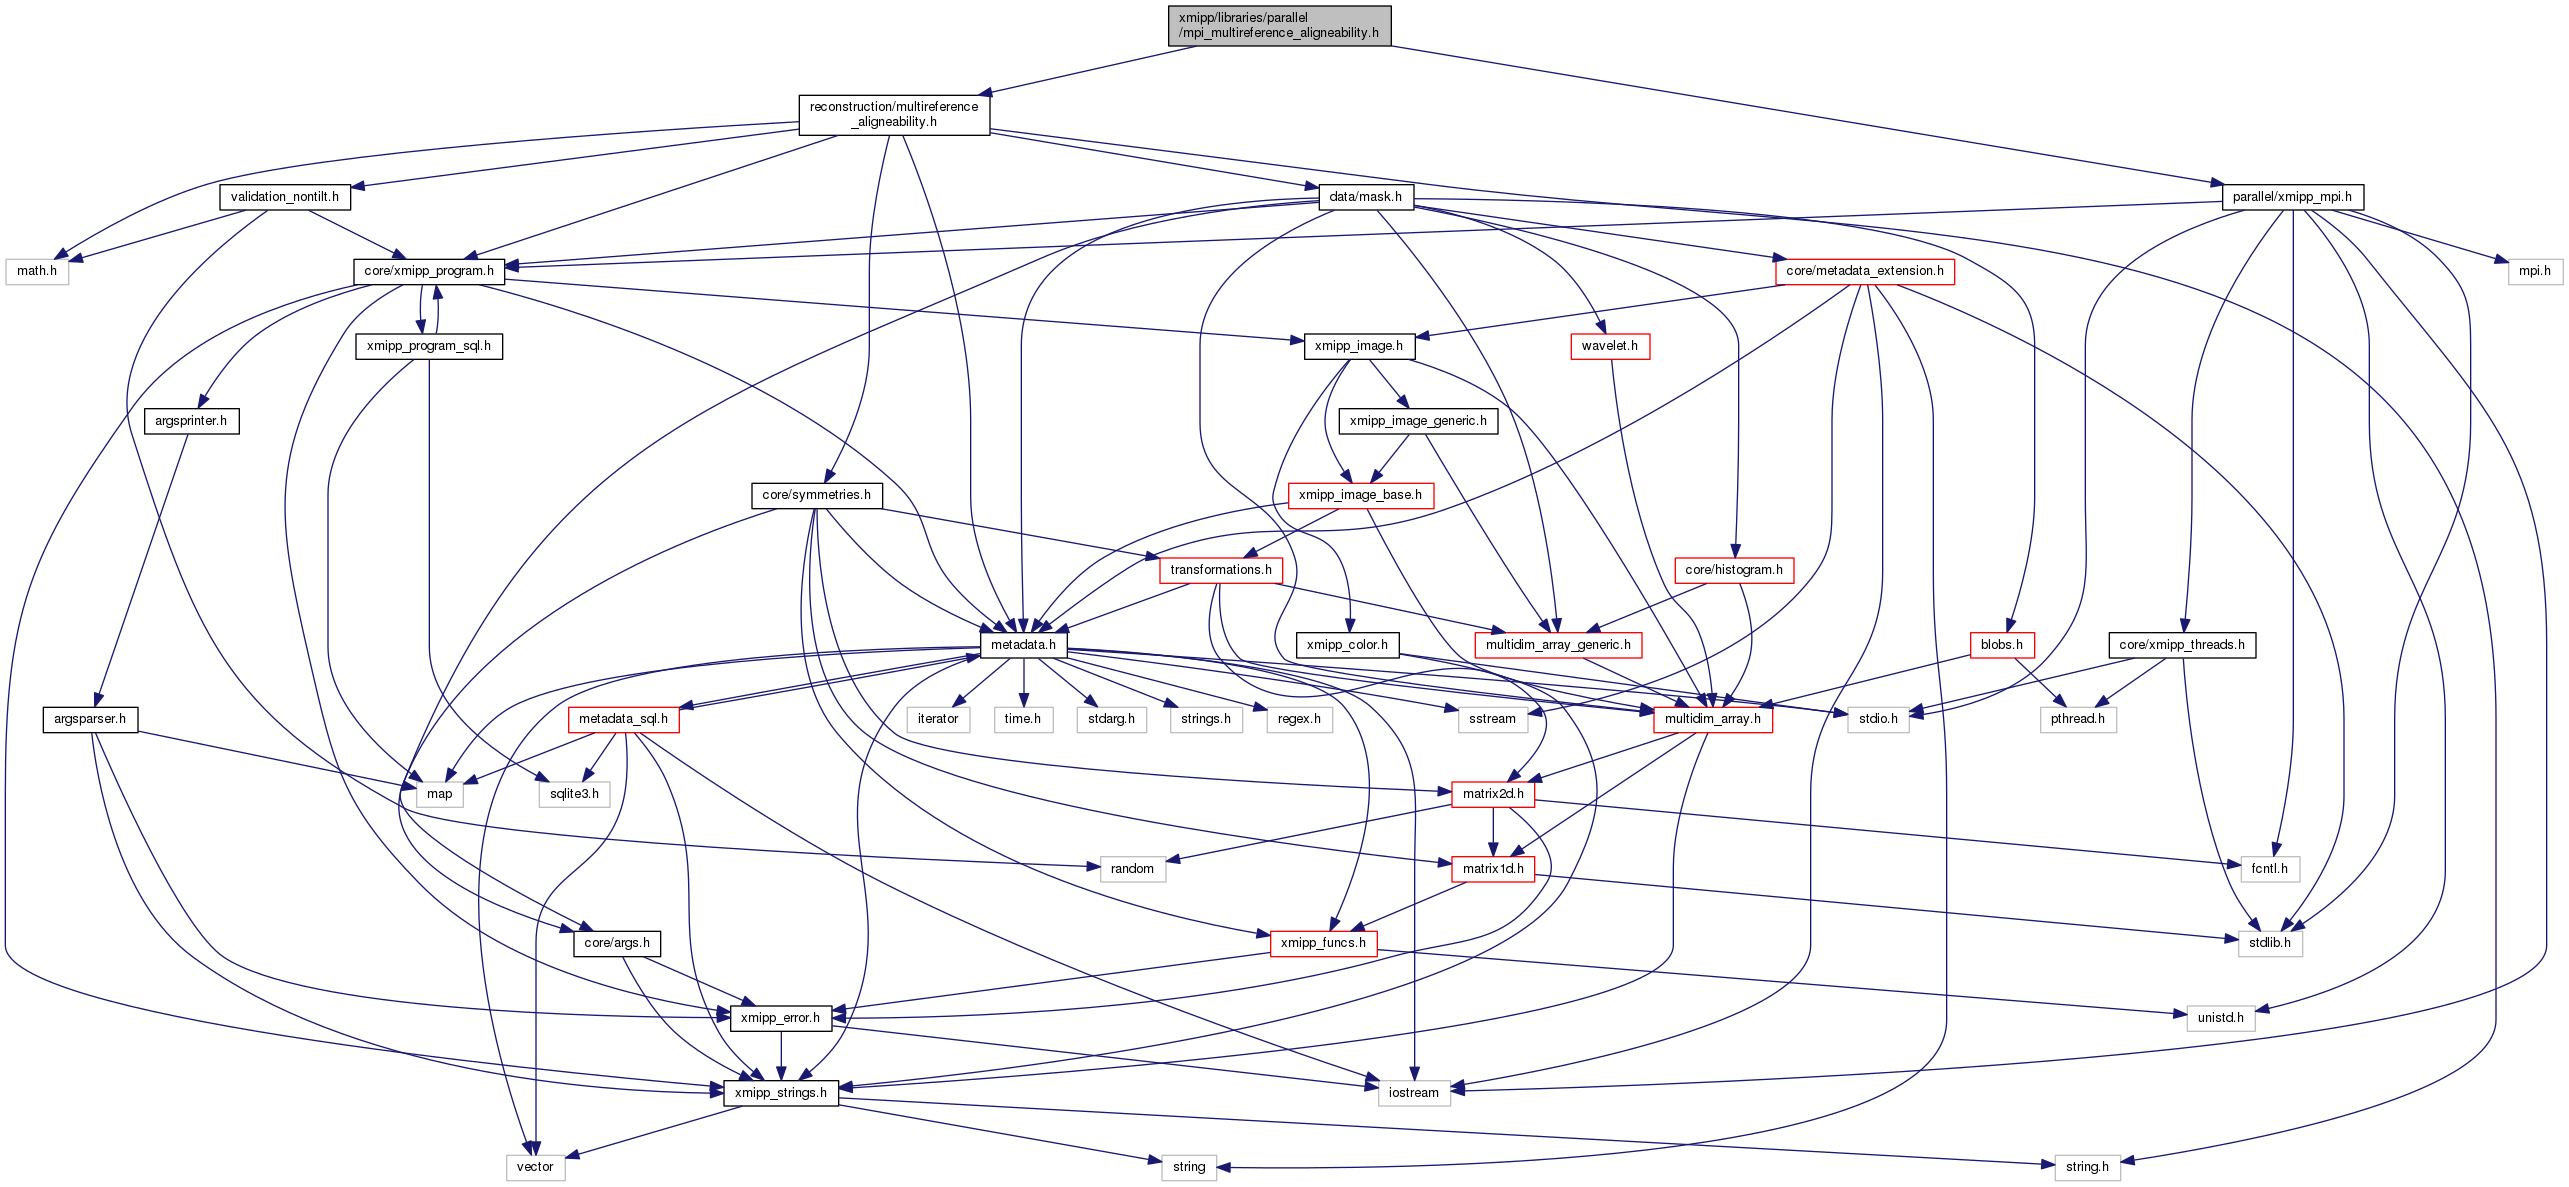 xmipp/libraries/parallel
/mpi_multireference_aligneability.h
reconstruction/multireference
_aligneability.h
validation_nontilt.h
data/mask.h
parallel/xmipp_mpi.h
math.h
core/xmipp_program.h
core/metadata_extension.h
mpi.h
xmipp_program_sql.h
xmipp_image.h
wavelet.h
argsprinter.h
xmipp_image_generic.h
core/symmetries.h
xmipp_image_base.h
transformations.h
core/histogram.h
metadata.h
xmipp_color.h
multidim_array_generic.h
blobs.h
core/xmipp_threads.h
argsparser.h
metadata_sql.h
iterator
time.h
stdarg.h
strings.h
regex.h
sstream
multidim_array.h
stdio.h
pthread.h
map
sqlite3.h
matrix2d.h
random
matrix1d.h
fcntl.h
core/args.h
xmipp_funcs.h
stdlib.h
xmipp_error.h
unistd.h
xmipp_strings.h
iostream
vector
string
string.h